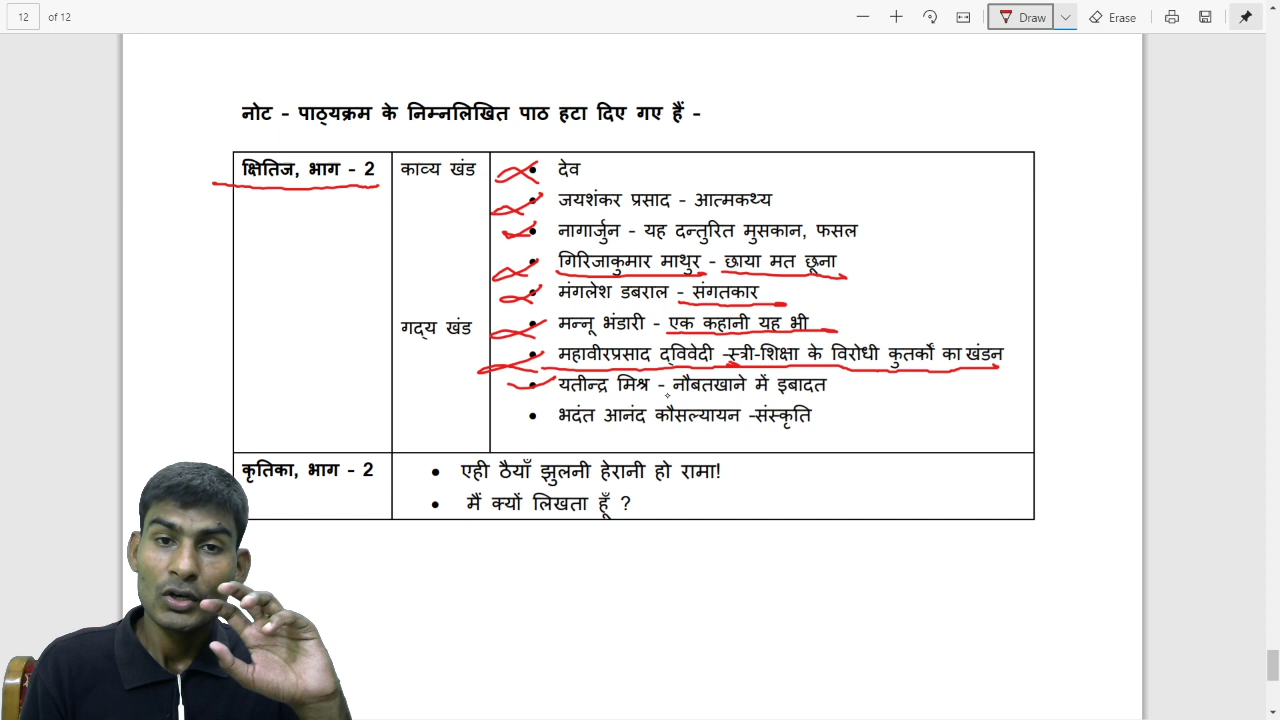 12 of 12 Draw Erase
नोट - पाठ्यक्रम के निम्नलिखित पाठ हटा दिए गए हैं -
क्षितिज, भाग - 2 काव्य खंड • देव
• जयशंकर प्रसाद - आत्मकथ्य
• नागार्जुन - यह दन्तुरित मुसकान, फसल
• गिरिजाकुमार माथुर - छाया मत छूना
• मंगलेश डबराल - संगतकार
गद्य खंड • मन्नू भंडारी - एक कहानी यह भी
• महावीरप्रसाद द्विवेदी -स्त्री-शिक्षा के विरोधी कुतर्कों का खंडन
• यतीन्द्र मिश्र - नौबतखाने में इबादत
• भदंत आनंद कौसल्यायन -संस्कृति
कृतिका, भाग - 2 • एही ठैयाँ झुलनी हेरानी हो रामा!
• मैं क्यों लिखता हूँ ?